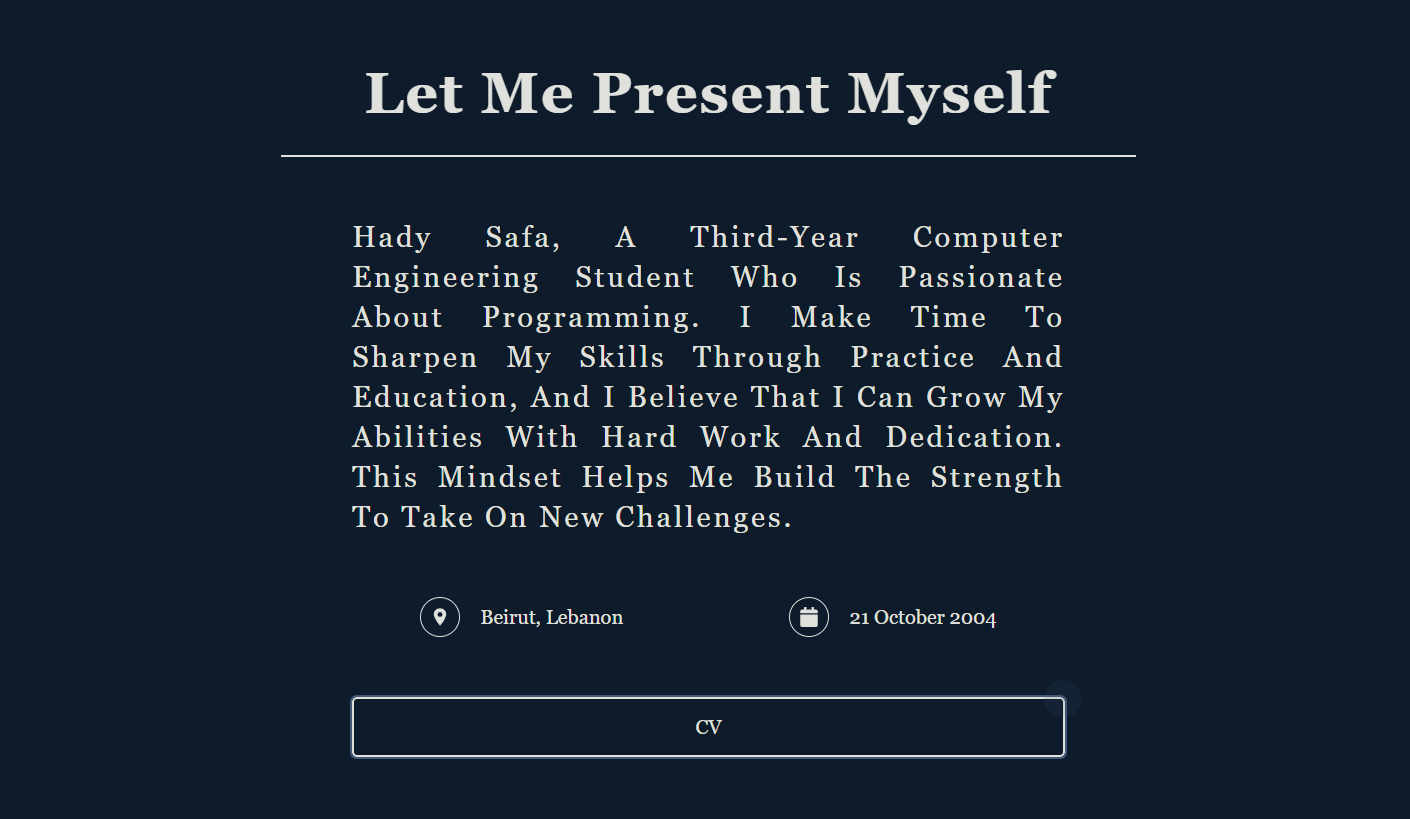 Let Me Present Myself
Hady Safa, A Third-Year Computer
Engineering Student Who Is Passionate
About Programming. I Make Time To
Sharpen My Skills Through Practice And
Education, And I Believe That I Can Grow My
Abilities With Hard Work And Dedication.
This Mindset Helps Me Build The Strength
To Take On New Challenges.
Beirut, Lebanon
21 October 2004
CV